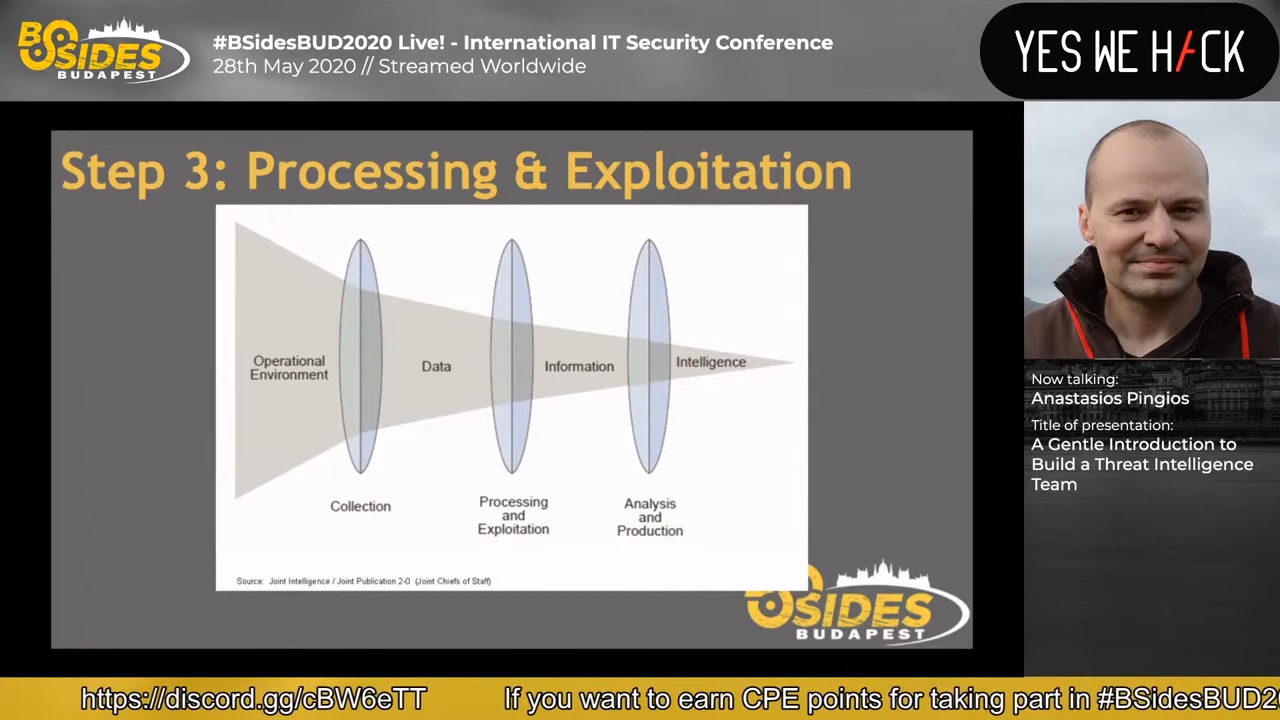 BSIDES
BUDAPEST
#BSidesBUD2020 Live! - International IT Security Conference
28th May 2020 // Streamed Worldwide
YES WE H/CK
Step 3: Processing & Exploitation
Operational
Environment
Data
Information
Intelligence
Collection
Processing
and
Exploitation
Analysis
and
Production
Source: Joint Intelligence / Joint Publication 2-0 (Joint Chiefs of Staff)
BSIDES
BUDAPEST
Now talking:
Anastasios Pingios
Title of presentation:
A Gentle Introduction to
Build a Threat Intelligence
Team
https://discord.gg/cBW6eTT If you want to earn CPE points for taking part in #BSidesBUD20